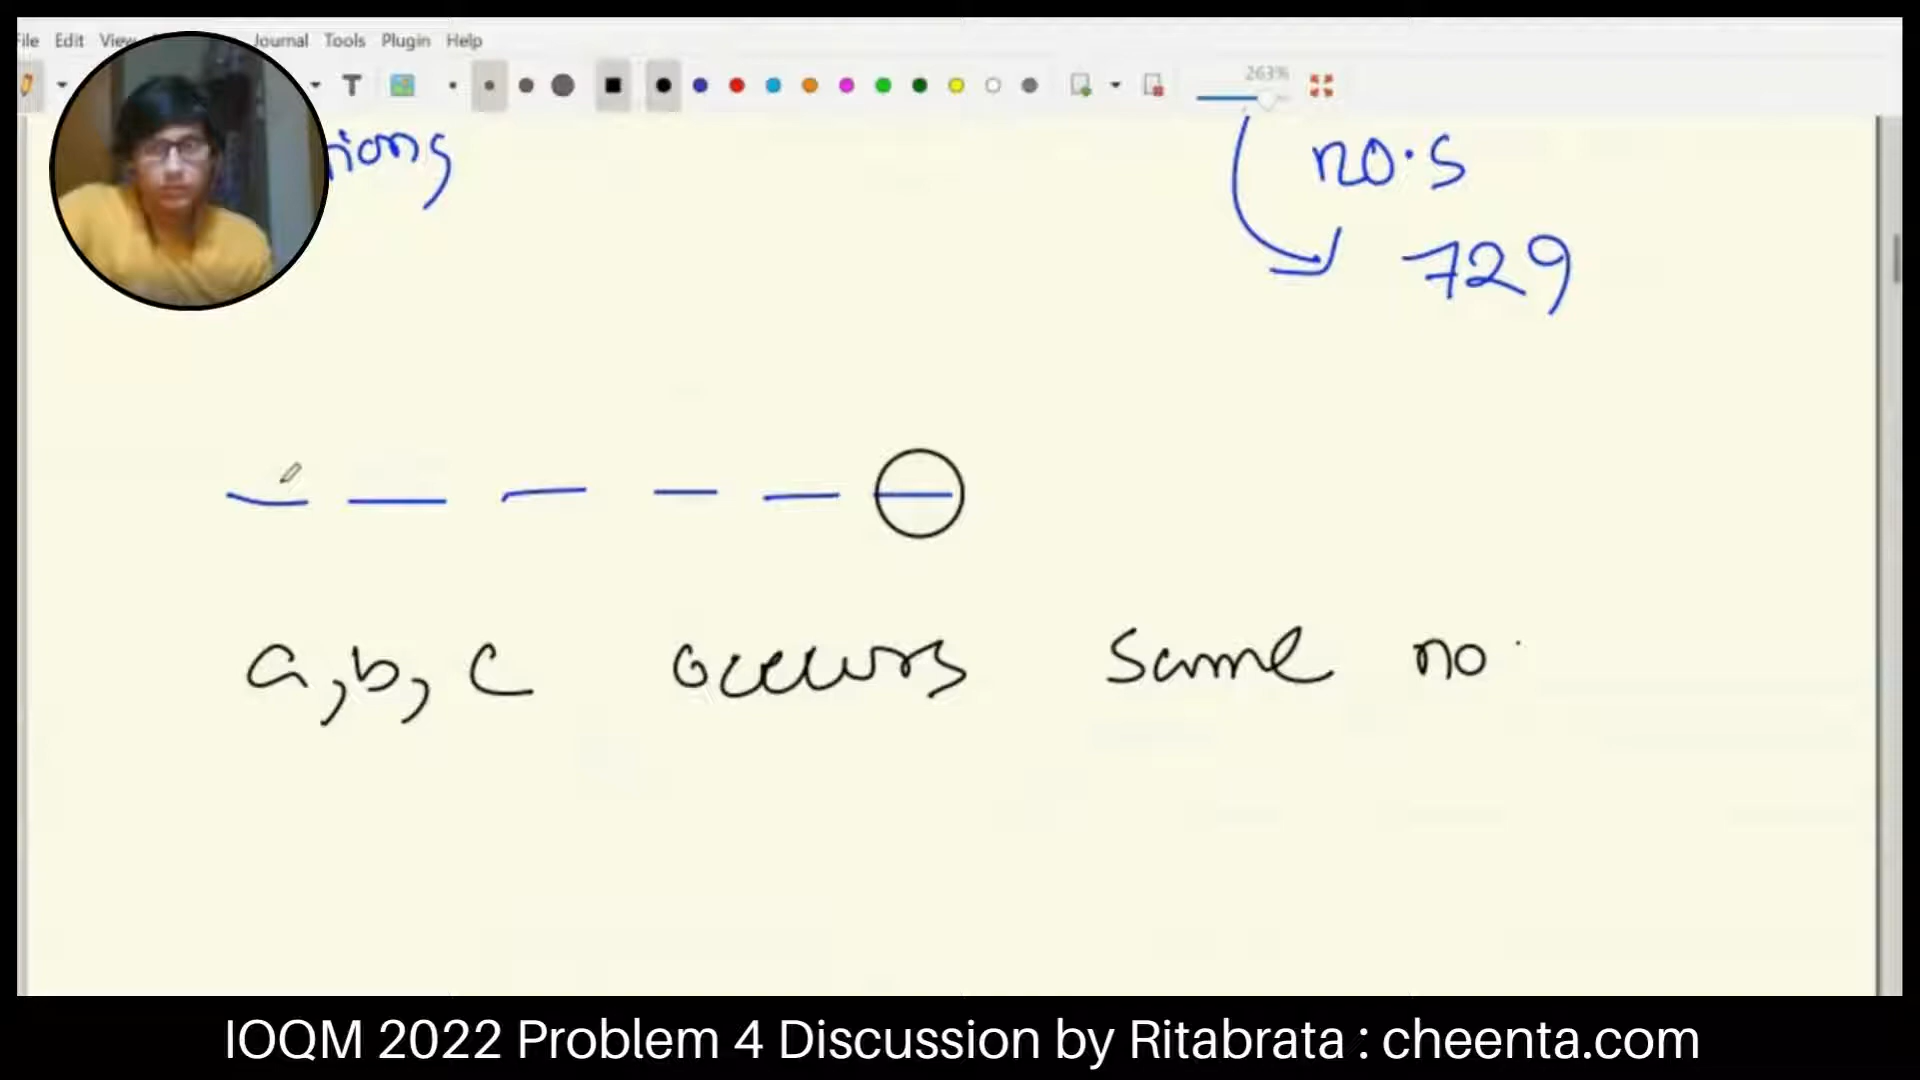 File Edit View Journal Tools Plugin Help
263%
no.s
729
a, b, c occurs same no.
IOQM 2022 Problem 4 Discussion by Ritabrata : cheenta.com